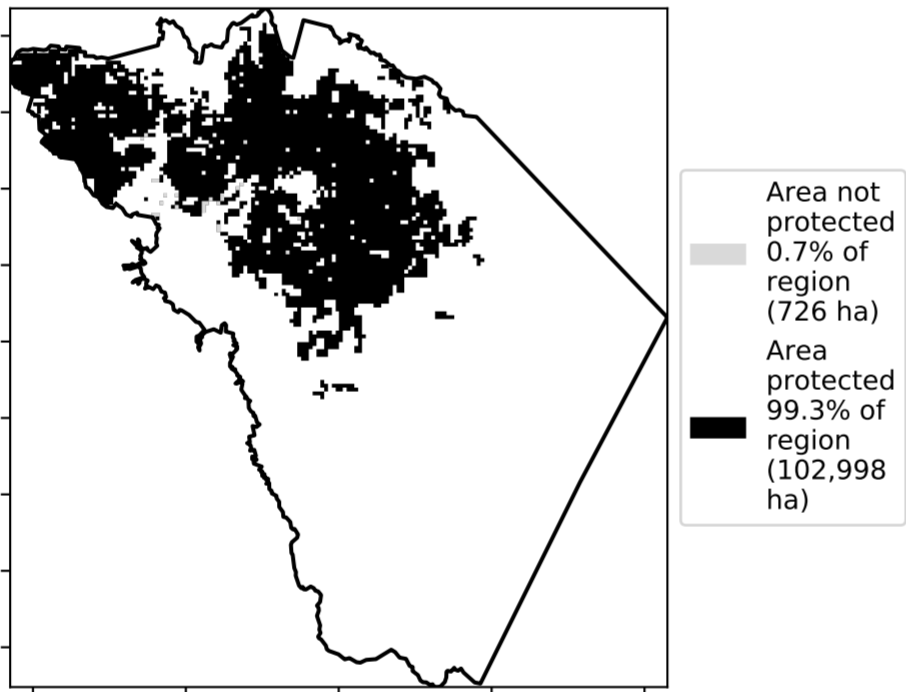 Area not
protected
0.7% of
region
(726 ha)
Area
protected
99.3% of
region
(102,998
ha)